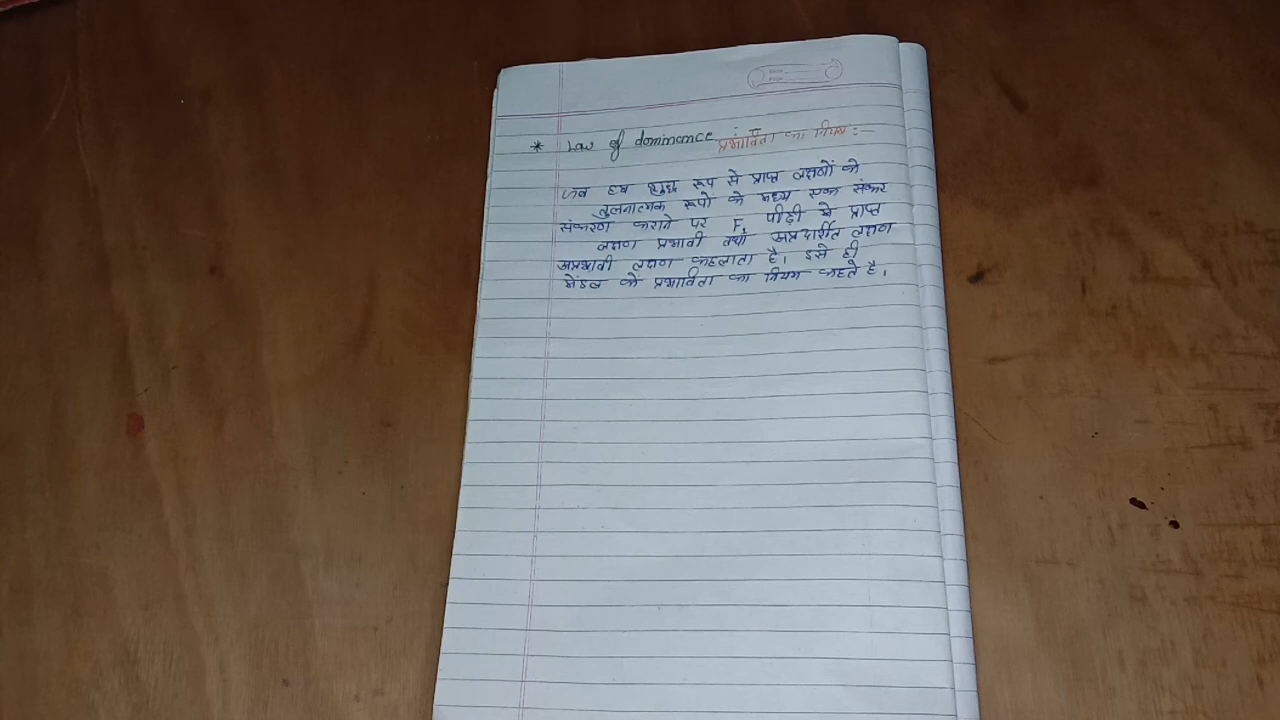 * Law of dominance प्रभाविता का नियम :-
जब हम शुद्ध रूप से प्राप्त लक्षणों के
तुलनात्मक रूपों के मध्य एक संकर
संकरण कराते पर F₁ पीढ़ी में प्राप्त
लक्षण प्रभावी तथा अप्रदर्शित लक्षण
अप्रभावी लक्षण कहलाता है। इसे ही
मेंडल के प्रभाविता का नियम कहते है।